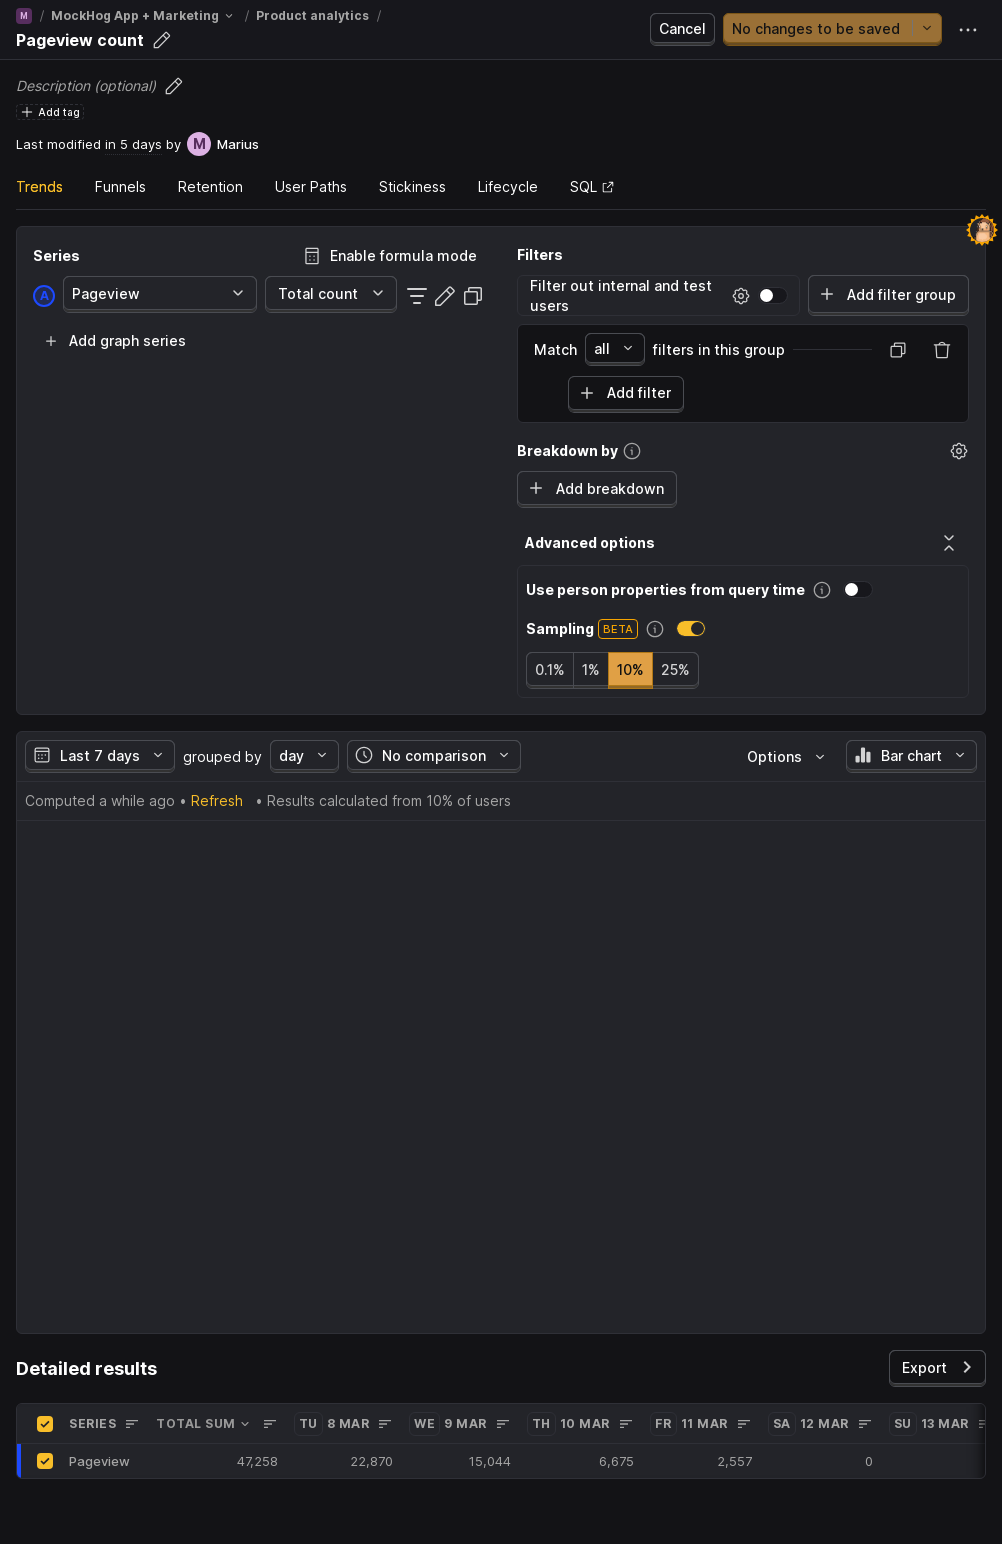 M / MockHog App + Marketing / Product analytics /
Pageview count
Cancel
No changes to be saved
Description (optional)
Add tag
Last modified in 5 days by M Marius
Trends Funnels Retention User Paths Stickiness Lifecycle SQL
Series
Enable formula mode
A Pageview Total count
Add graph series
Filters
Filter out internal and test
users
Add filter group
Match all filters in this group
Add filter
Breakdown by
Add breakdown
Advanced options
Use person properties from query time
Sampling BETA
0.1% 1% 10% 25%
Last 7 days grouped by day No comparison Options Bar chart
Computed a while ago • Refresh • Results calculated from 10% of users
Detailed results
Export
SERIES TOTAL SUM TU 8 MAR WE 9 MAR TH 10 MAR FR 11 MAR SA 12 MAR SU 13 MAR
Pageview 47,258 22,870 15,044 6,675 2,557 0